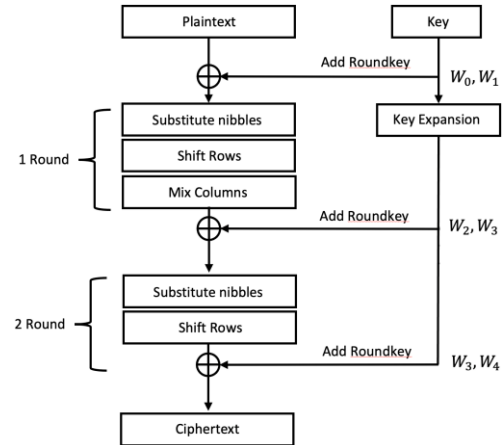 Plaintext
Key
Add Roundkey
W₀, W₁
Substitute nibbles
Key Expansion
1 Round
Shift Rows
Mix Columns
Add Roundkey
W₂, W₃
Substitute nibbles
2 Round
Shift Rows
Add Roundkey
W₃, W₄
Ciphertext